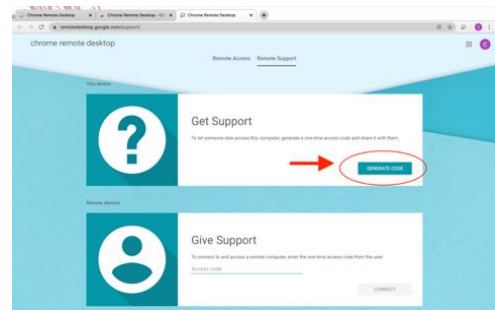 Chrome Remote Desktop
Chrome Remote Desktop - Ch
Chrome Remote Desktop
remotedesktop.google.com/support/
chrome remote desktop
C
Remote Access Remote Support
This device
?
Get Support
To let someone else access this computer, generate a one-time access code and share it with them.
GENERATE CODE
Remote devices
Give Support
To connect to and access a remote computer, enter the one-time access code from the user.
Access code
CONNECT